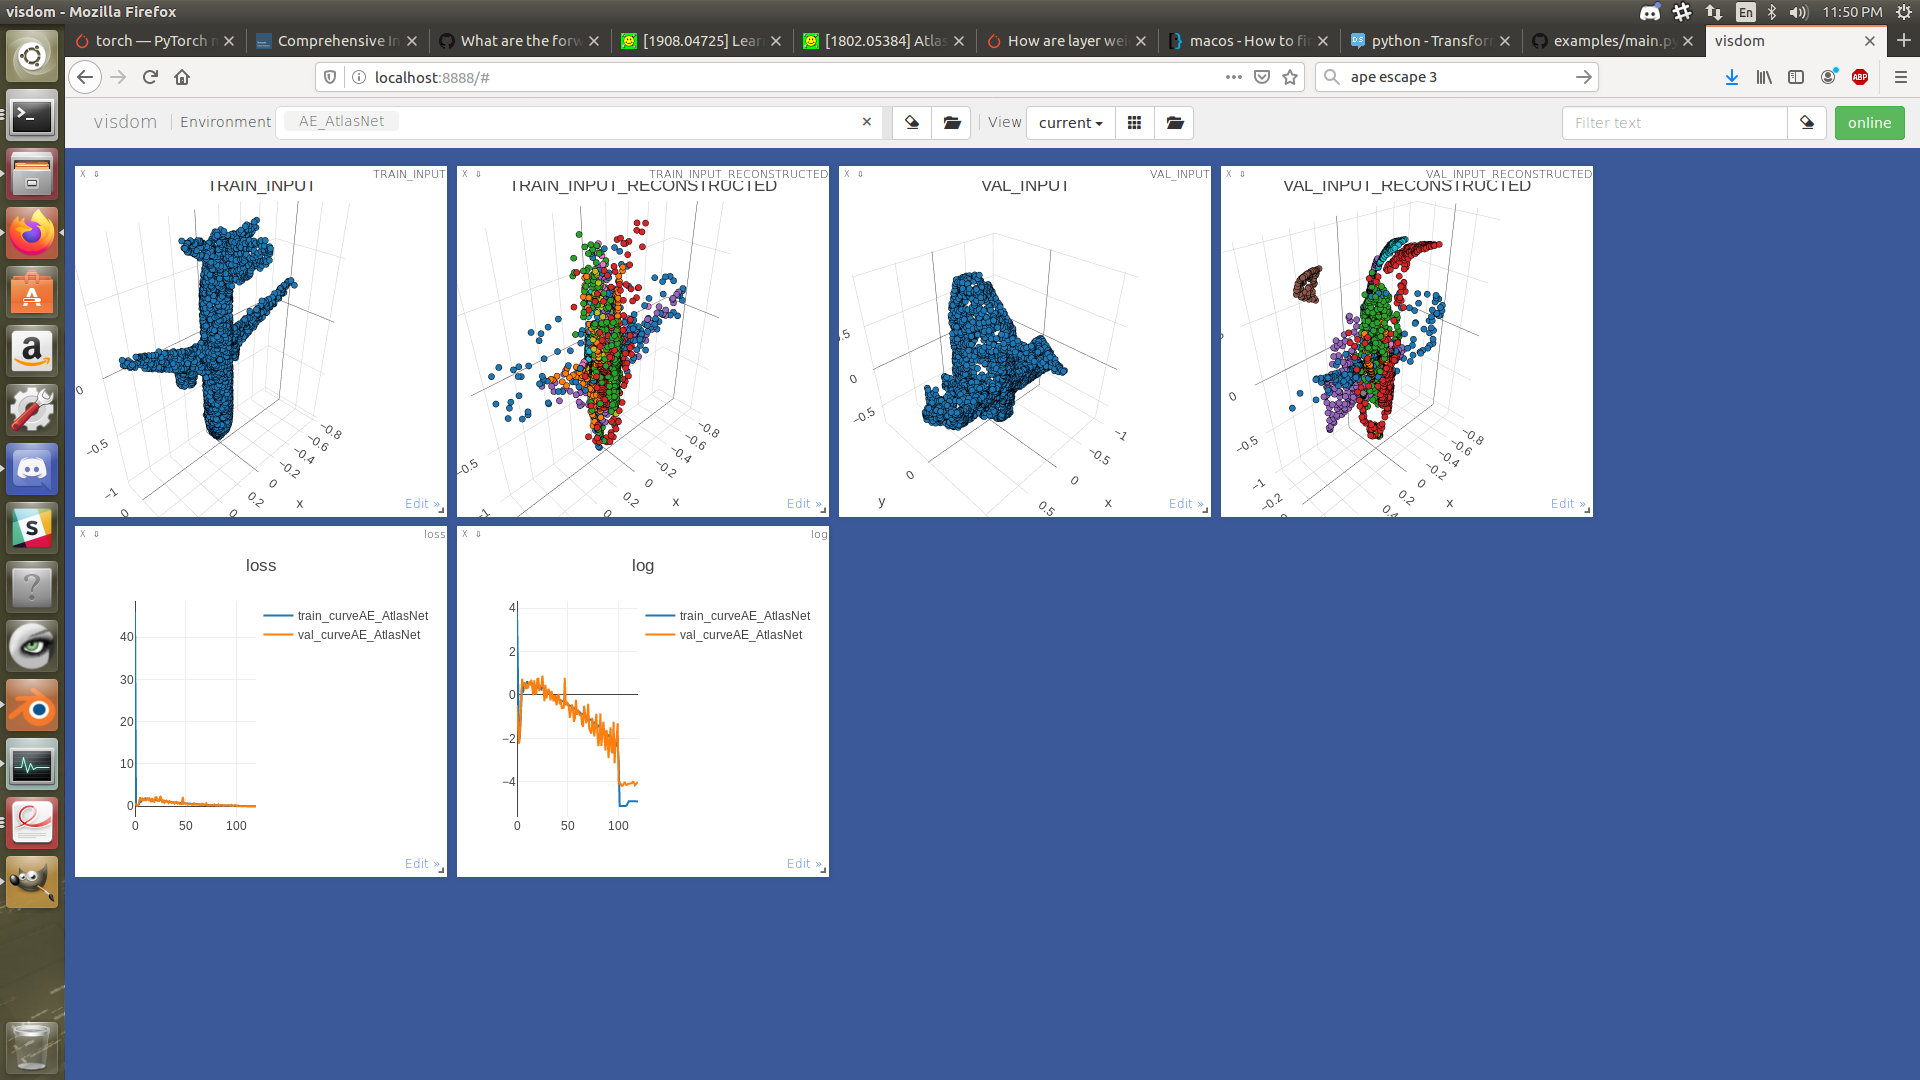 visdom - Mozilla Firefox
En
11:50 PM
torch — PyTorch
Comprehensive In
What are the forw
[1908.04725] Lear
[1802.05384] Atlas
How are layer wei
macos - How to fi
python - Transform
examples/main.py
visdom
localhost:8888/#
ape escape 3
ABP
visdom
Environment
AE_AtlasNet
View
current
Filter text
online
X
TRAIN_INPUT
TRAIN_INPUT
0
−0.5
−1
0
0
0.2
0
−0.2
−0.4
−0.6
−0.8
x
Edit »
X
TRAIN_INPUT_RECONSTRUCTED
TRAIN_INPUT_RECONSTRUCTED
−0.5
−1
0
0.2
0
−0.2
−0.4
−0.6
−0.8
x
Edit »
X
VAL_INPUT
VAL_INPUT
0
−0.5
y
0
0.5
0
−0.5
−1
x
Edit »
X
VAL_INPUT_RECONSTRUCTED
VAL_INPUT_RECONSTRUCTED
0
−0.5
−1
−0.2
0.2
0
−0.2
−0.4
−0.6
−0.8
x
Edit »
X
loss
loss
train_curveAE_AtlasNet
val_curveAE_AtlasNet
40
30
20
10
0
0
50
100
Edit »
X
log
log
train_curveAE_AtlasNet
val_curveAE_AtlasNet
4
2
0
−2
−4
0
50
100
Edit »